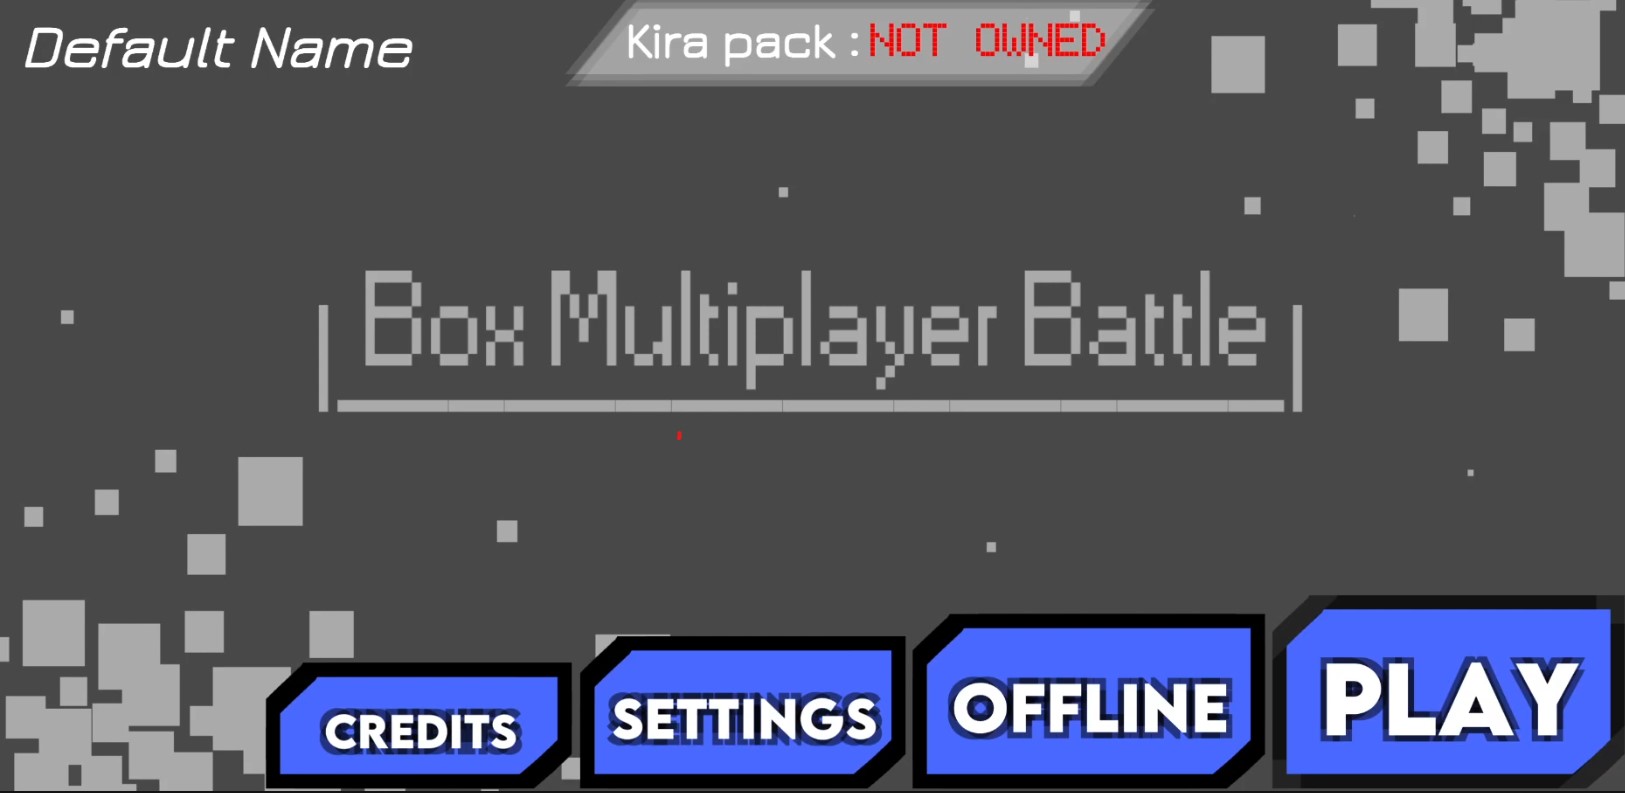 Default Name
Kira pack : NOT OWNED
Box Multiplayer Battle
CREDITS
SETTINGS
OFFLINE
PLAY